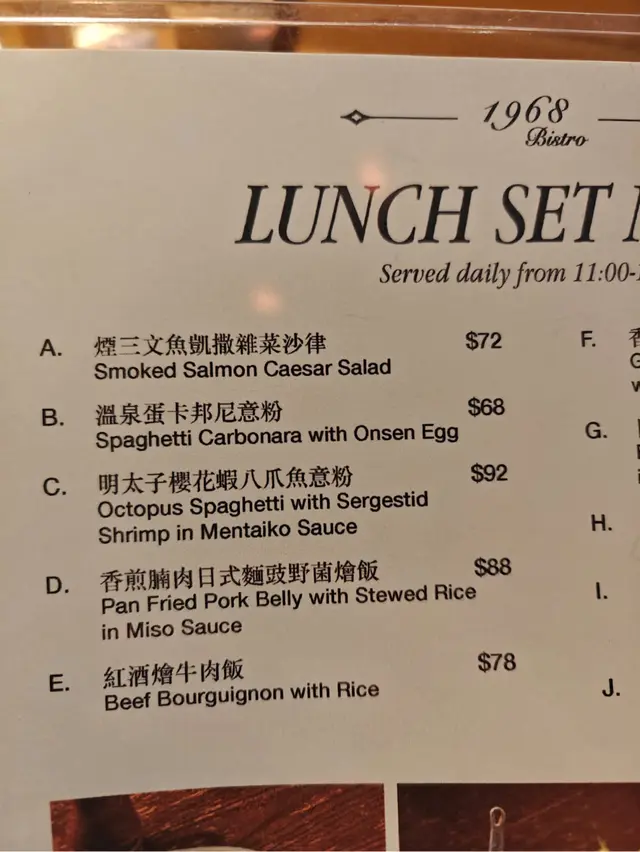 1968
Bistro
LUNCH SET
Served daily from 11:00-
A. 煙三文魚凱撒雜菜沙律 $72
Smoked Salmon Caesar Salad
B. 溫泉蛋卡邦尼意粉 $68
Spaghetti Carbonara with Onsen Egg
C. 明太子櫻花蝦八爪魚意粉 $92
Octopus Spaghetti with Sergestid
Shrimp in Mentaiko Sauce
D. 香煎腩肉日式麵豉野菌燴飯 $88
Pan Fried Pork Belly with Stewed Rice
in Miso Sauce
E. 紅酒燴牛肉飯 $78
Beef Bourguignon with Rice
F.
G.
H.
I.
J.